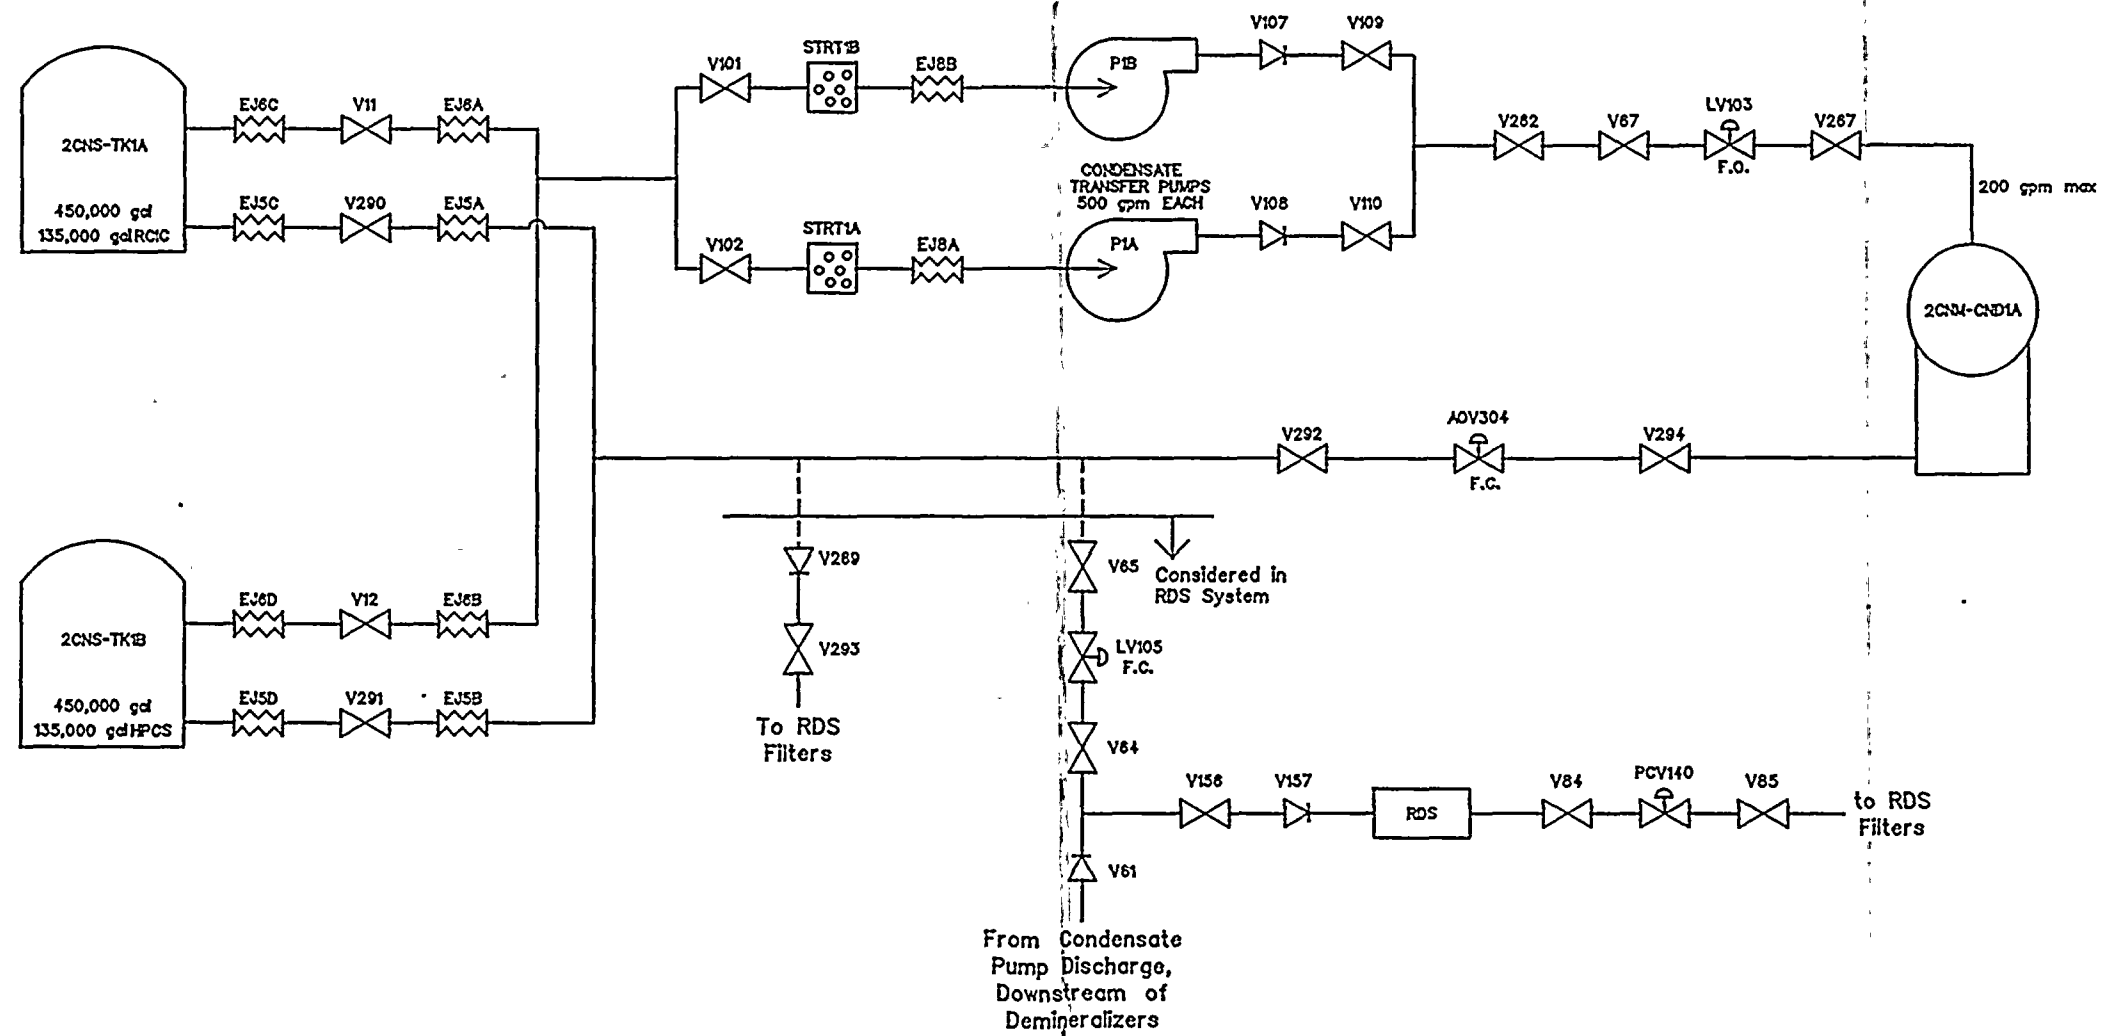 V107
V109
STRT1B
V101
EJ8B
P1B
EJ6C
V11
EJ6A
LV103
V262
V67
V267
F.O.
2CNS-TK1A
CONDENSATE
TRANSFER PUMPS
500 gpm EACH
200 gpm max
450,000 gal
135,000 gal RCIC
EJ5C
V290
EJ5A
STRT1A
V102
EJ8A
P1A
V108
V110
2CNM-CND1A
V292
AOV304
V294
F.C.
V289
V65
Considered in
RDS System
EJ6D
V12
EJ6B
2CNS-TK1B
V293
LV105
F.C.
450,000 gal
135,000 gal HPCS
EJ5D
V291
EJ5B
To RDS
Filters
V64
V156
V157
RDS
V84
PCV140
V85
to RDS
Filters
V61
From Condensate
Pump Discharge,
Downstream of
Demineralizers